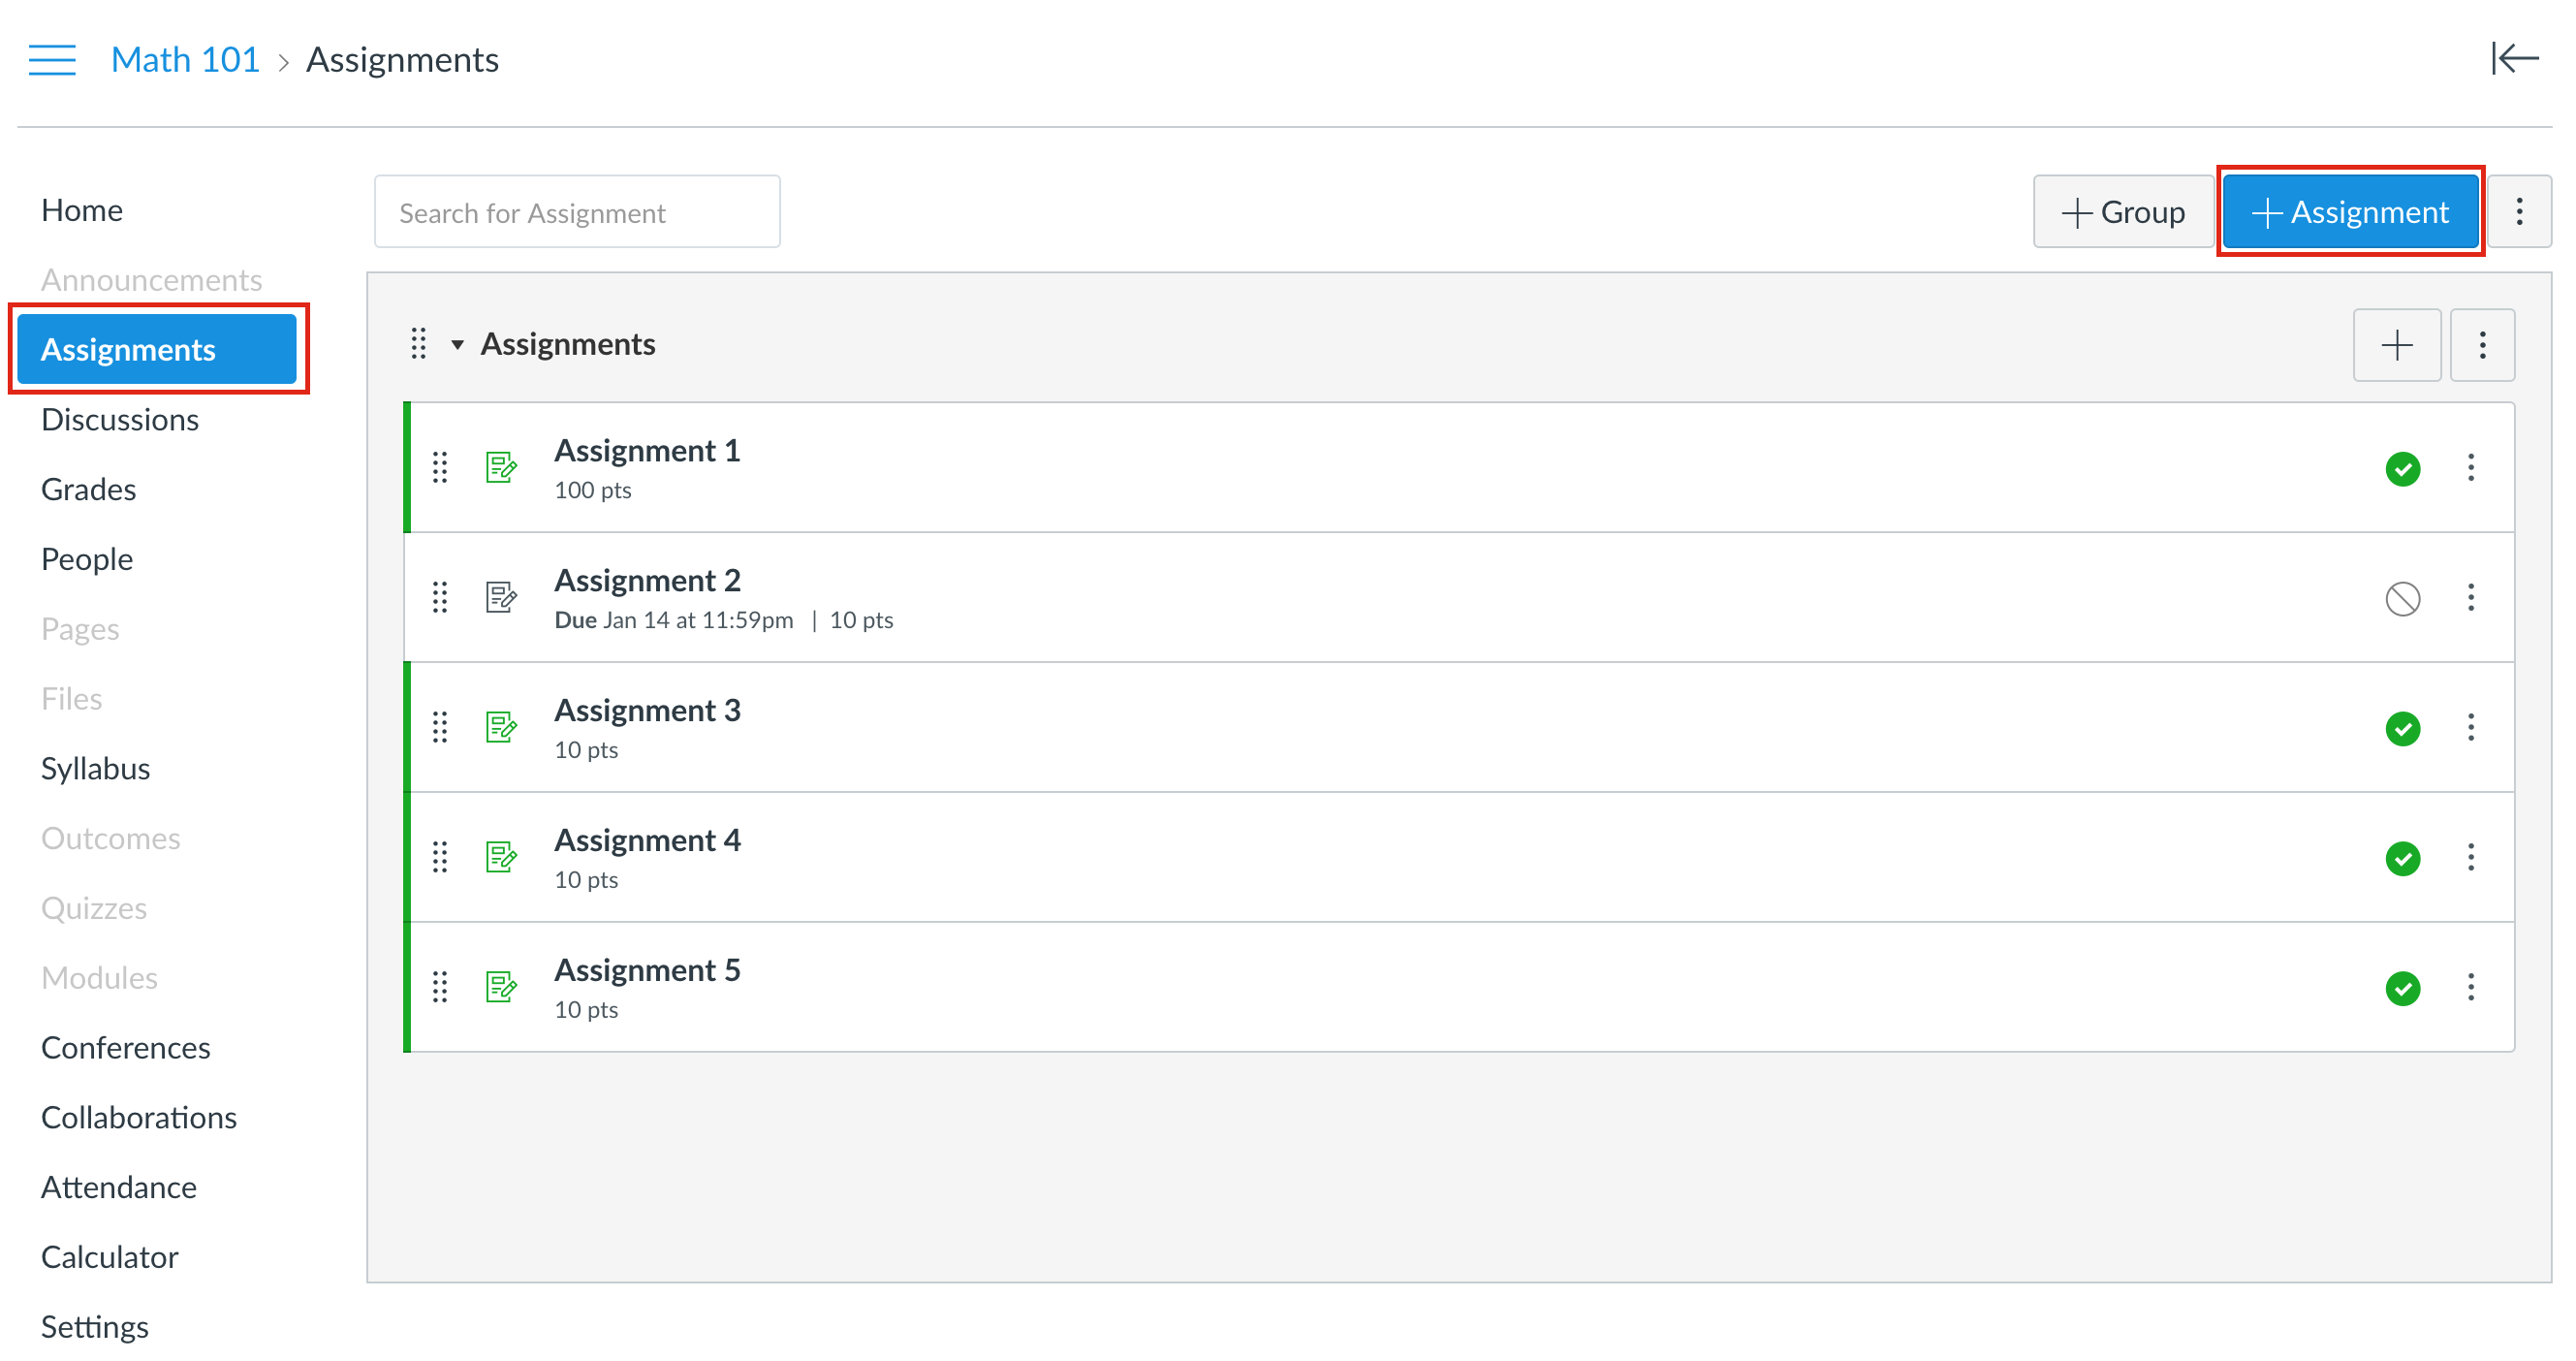 Math 101 > Assignments
Home
Announcements
Assignments
Discussions
Grades
People
Pages
Files
Syllabus
Outcomes
Quizzes
Modules
Conferences
Collaborations
Attendance
Calculator
Settings
Search for Assignment
+ Group
+ Assignment
Assignments
Assignment 1
100 pts
Assignment 2
Due Jan 14 at 11:59pm | 10 pts
Assignment 3
10 pts
Assignment 4
10 pts
Assignment 5
10 pts